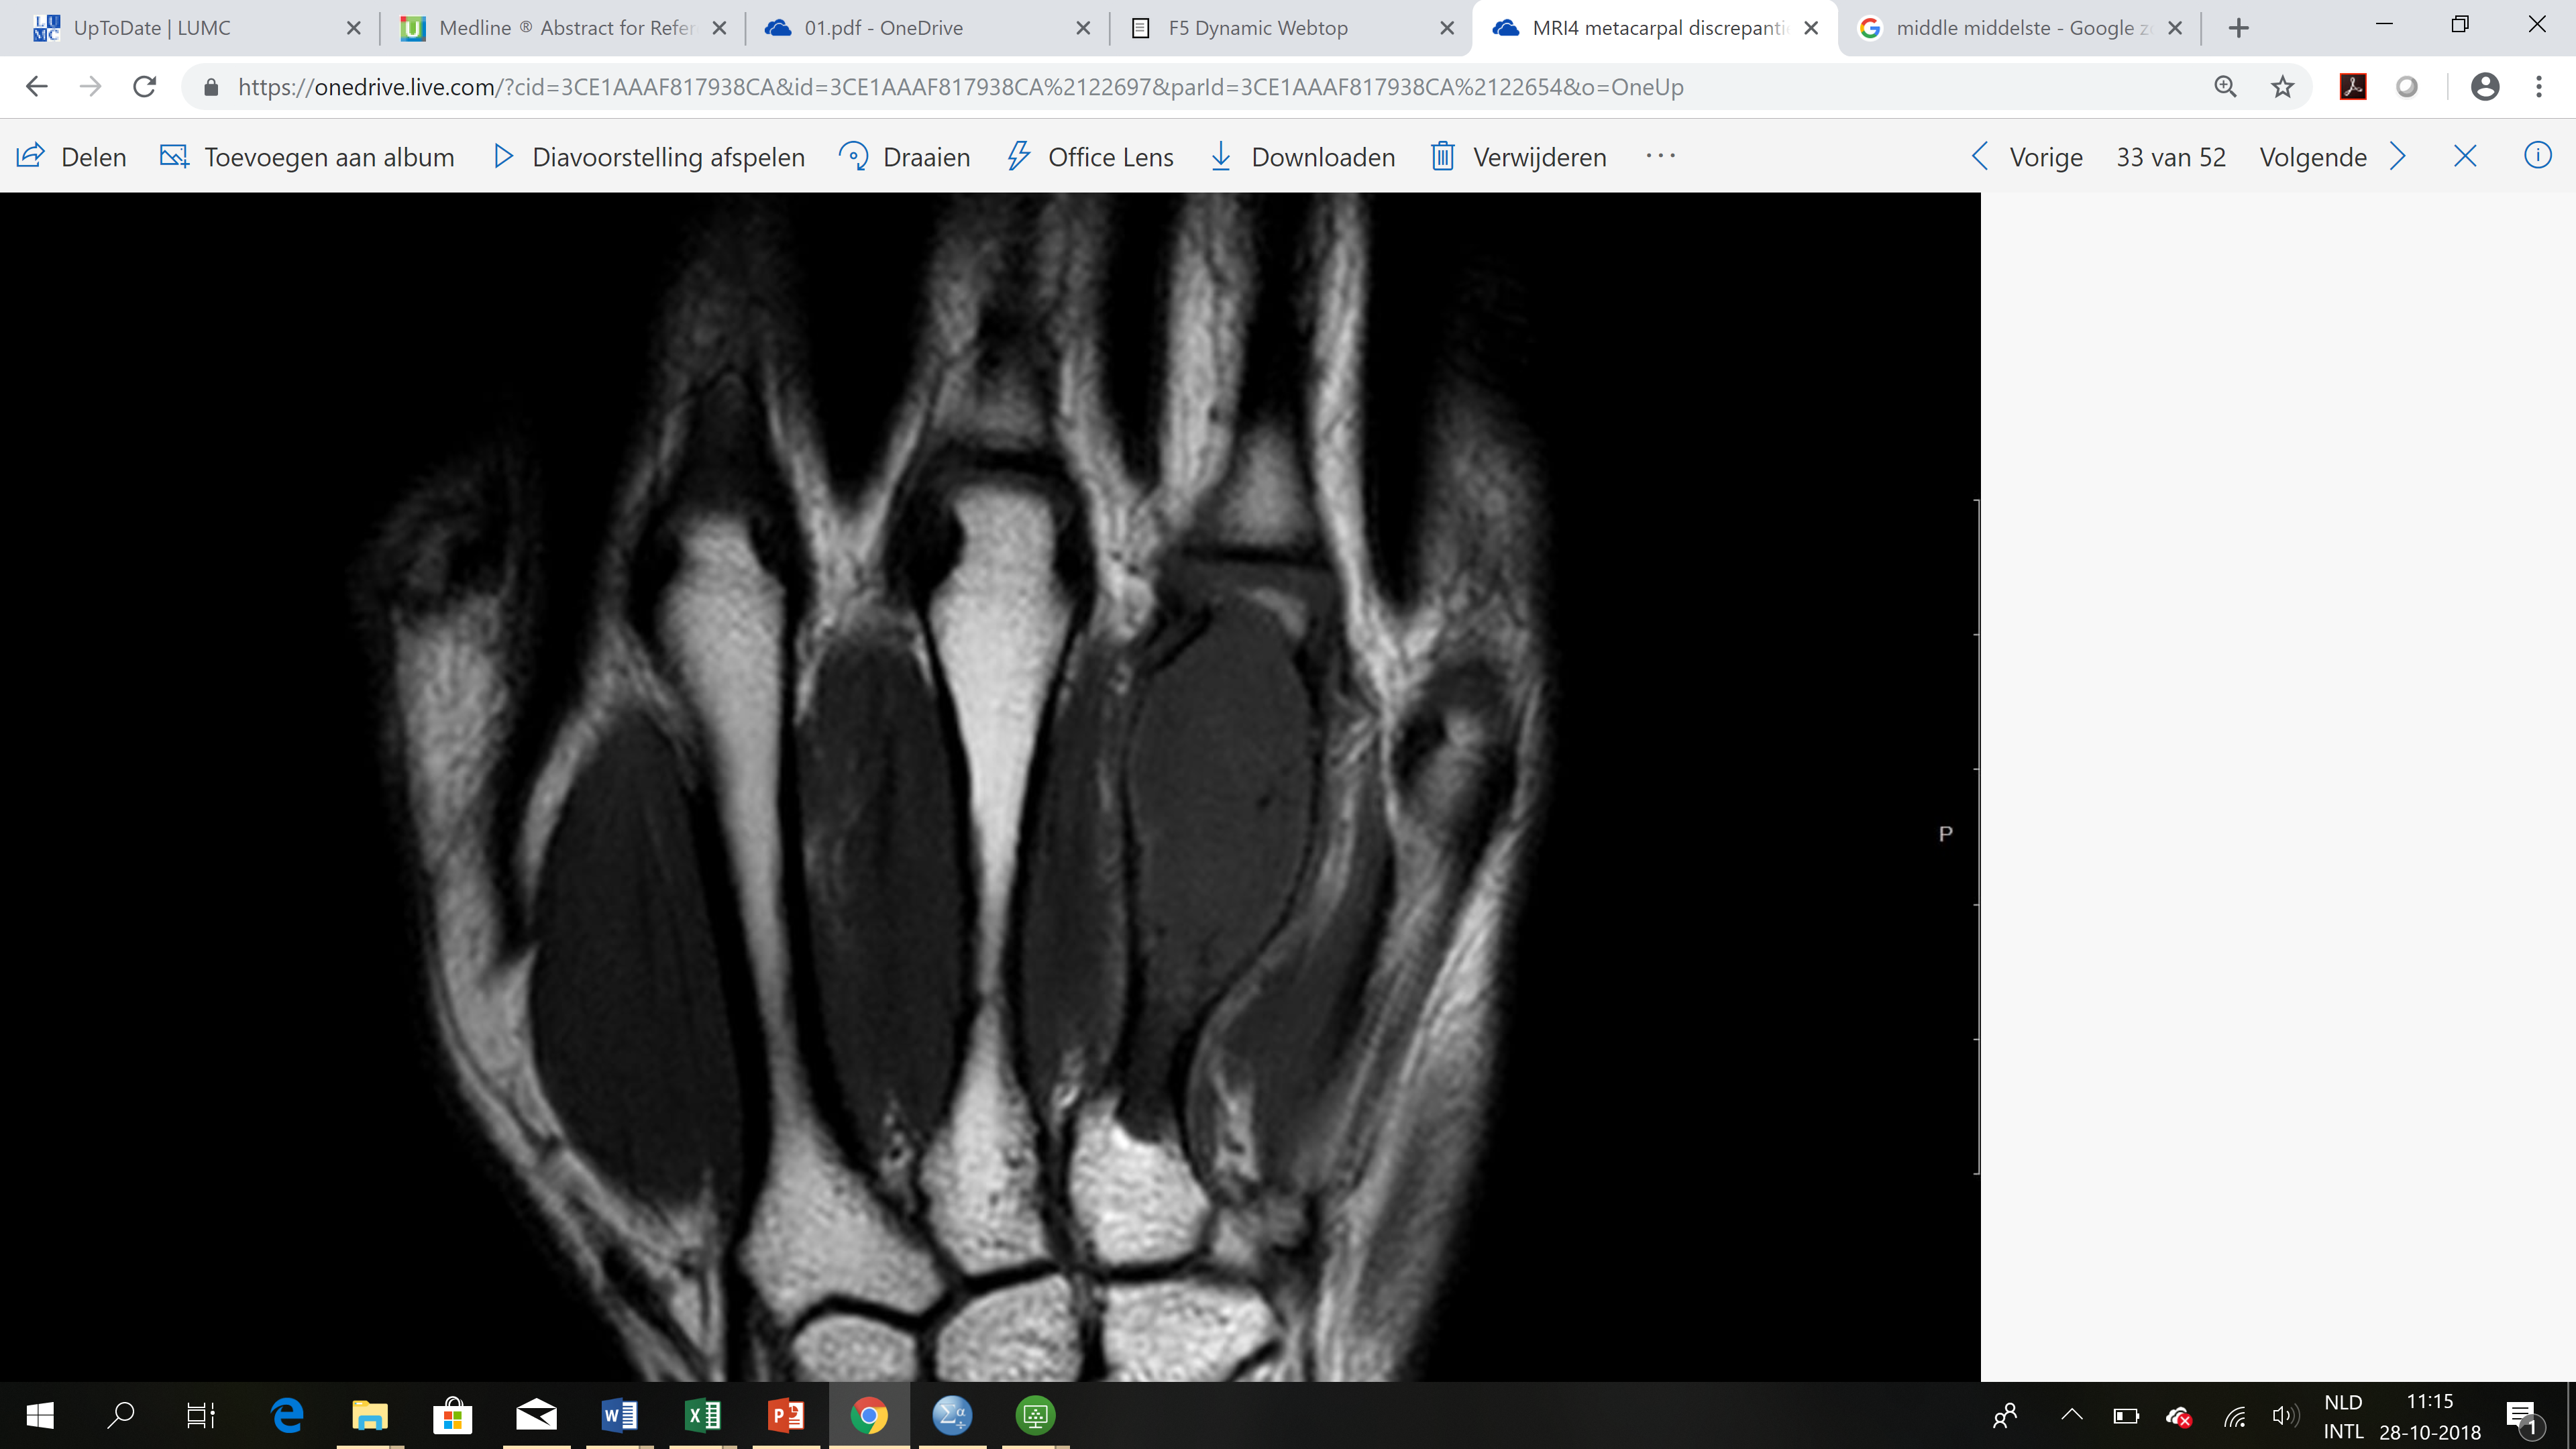 UpToDate | LUMC
Medline ® Abstract for Refer
01.pdf - OneDrive
F5 Dynamic Webtop
MRI4 metacarpal discrepanti
middle middelste - Google zo
https://onedrive.live.com/?cid=3CE1AAAF817938CA&id=3CE1AAAF817938CA%2122697&parId=3CE1AAAF817938CA%2122654&o=OneUp
Delen
Toevoegen aan album
Diavoorstelling afspelen
Draaien
Office Lens
Downloaden
Verwijderen
Vorige
33 van 52
Volgende
P
NLD
INTL
11:15
28-10-2018
1